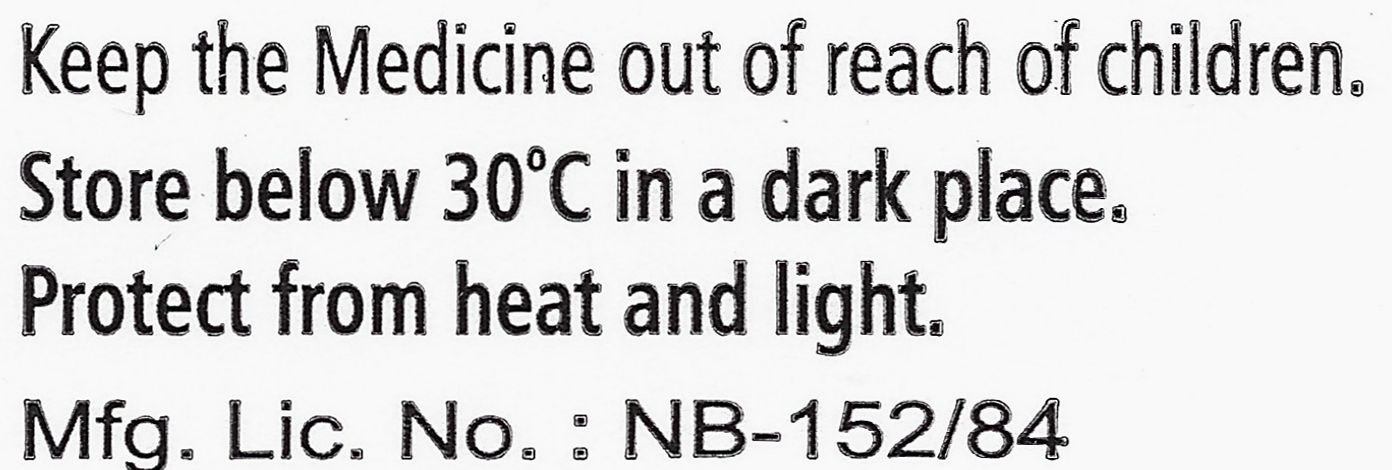 Keep the Medicine out of reach of children.
Store below 30°C in a dark place.
Protect from heat and light.
Mfg. Lic. No. : NB-152/84